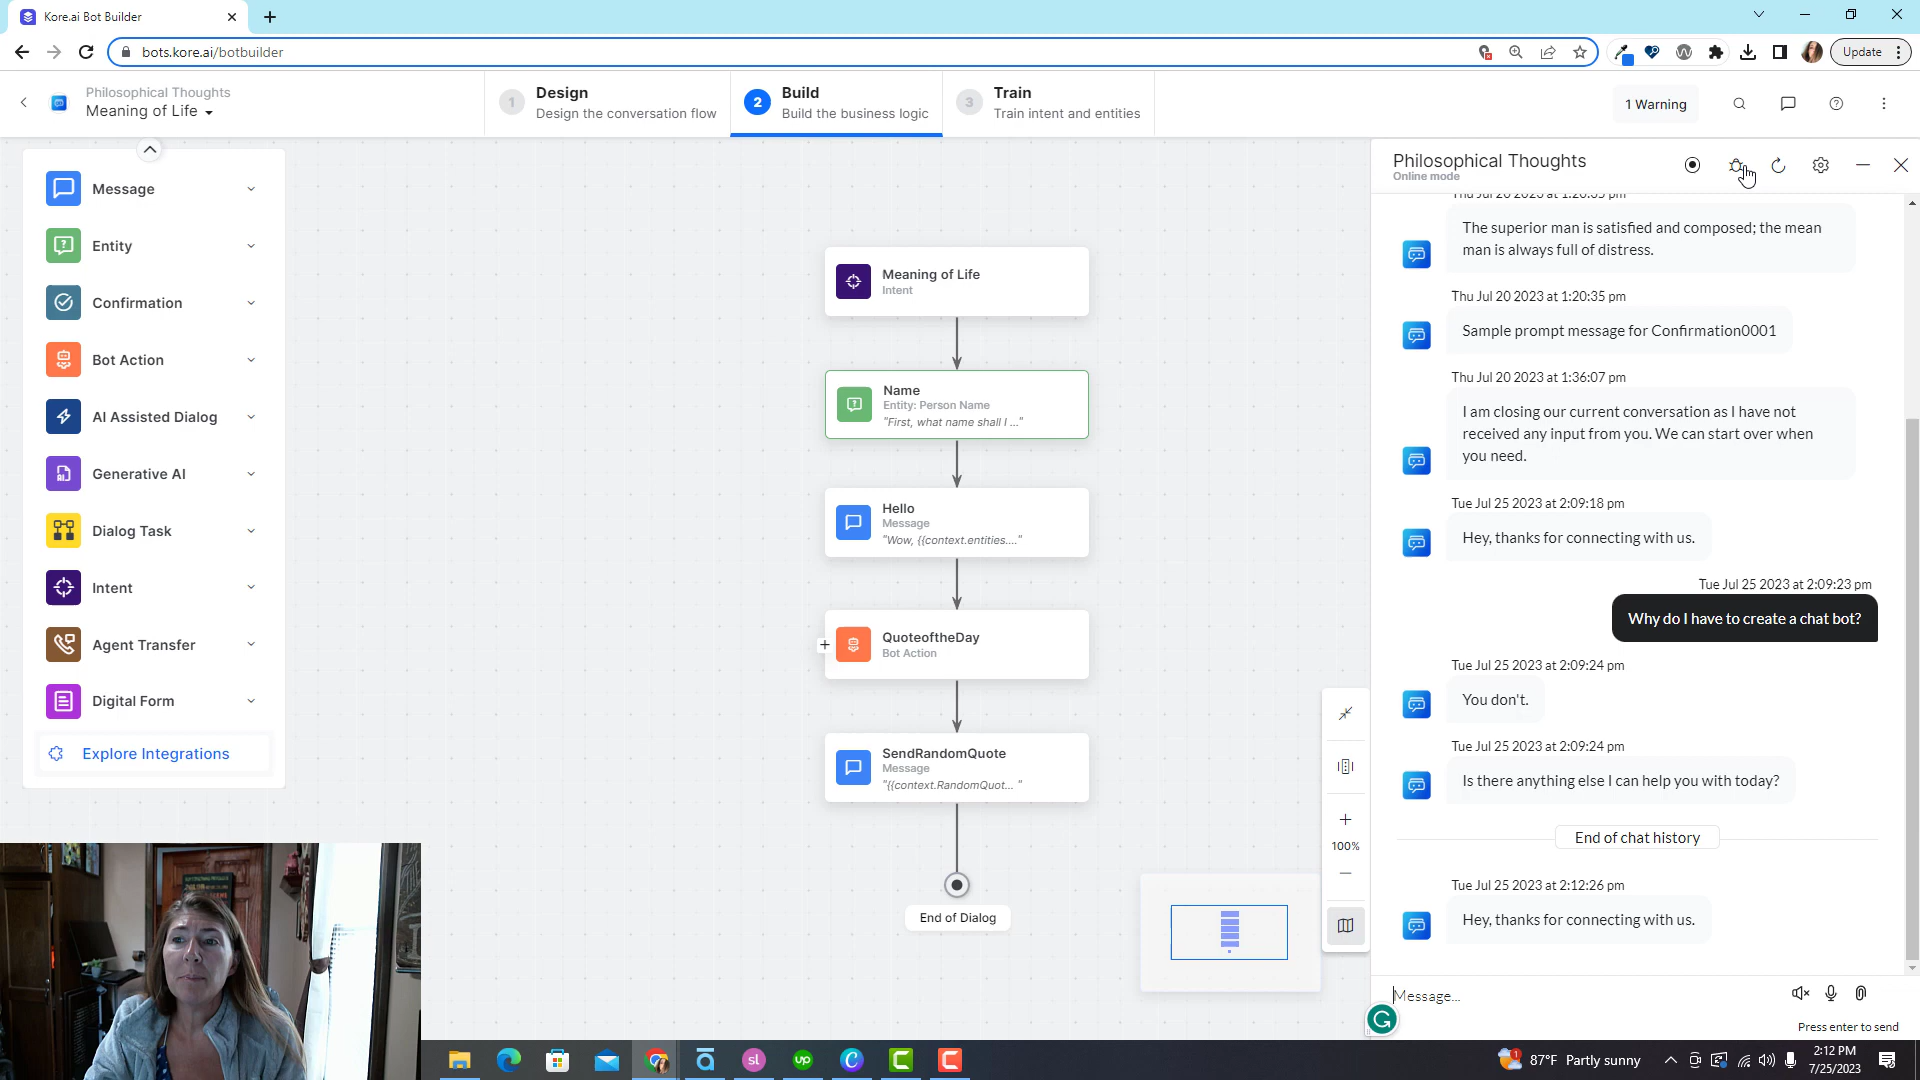 Kore.ai Bot Builder
bots.kore.ai/botbuilder
Update
Philosophical Thoughts
Meaning of Life
1
Design
Design the conversation flow
2
Build
Build the business logic
3
Train
Train intent and entities
1 Warning
Message
Entity
Confirmation
Bot Action
AI Assisted Dialog
Generative AI
Dialog Task
Intent
Agent Transfer
Digital Form
Explore Integrations
Meaning of Life
Intent
Name
Entity: Person Name
"First, what name shall I ..."
Hello
Message
"Wow, {{context.entities...."
QuoteoftheDay
Bot Action
SendRandomQuote
Message
"{{context.RandomQuot... "
End of Dialog
100%
Philosophical Thoughts
Online mode
Thu Jul 20 2023 at 1:20:35 pm
The superior man is satisfied and composed; the mean
man is always full of distress.
Thu Jul 20 2023 at 1:20:35 pm
Sample prompt message for Confirmation0001
Thu Jul 20 2023 at 1:36:07 pm
I am closing our current conversation as I have not
received any input from you. We can start over when
you need.
Tue Jul 25 2023 at 2:09:18 pm
Hey, thanks for connecting with us.
Tue Jul 25 2023 at 2:09:23 pm
Why do I have to create a chat bot?
Tue Jul 25 2023 at 2:09:24 pm
You don't.
Tue Jul 25 2023 at 2:09:24 pm
Is there anything else I can help you with today?
End of chat history
Tue Jul 25 2023 at 2:12:26 pm
Hey, thanks for connecting with us.
Message...
Press enter to send
87°F Partly sunny
2:12 PM
7/25/2023